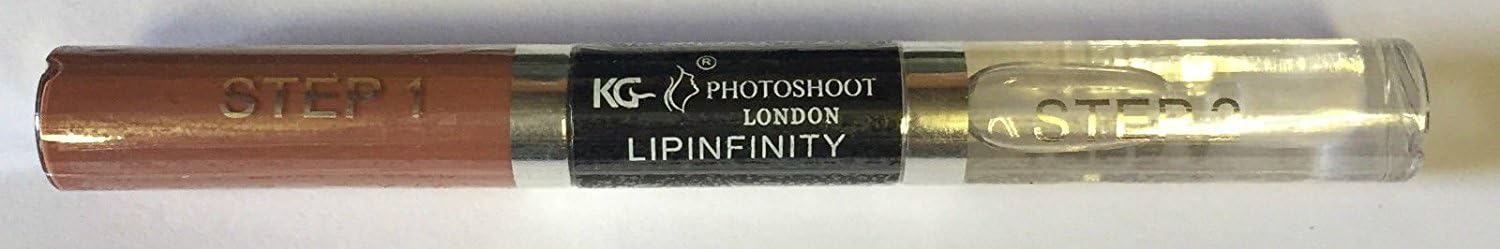 STEP 1
KG ® PHOTOSHOOT
LONDON
LIPINFINITY
STEP 2